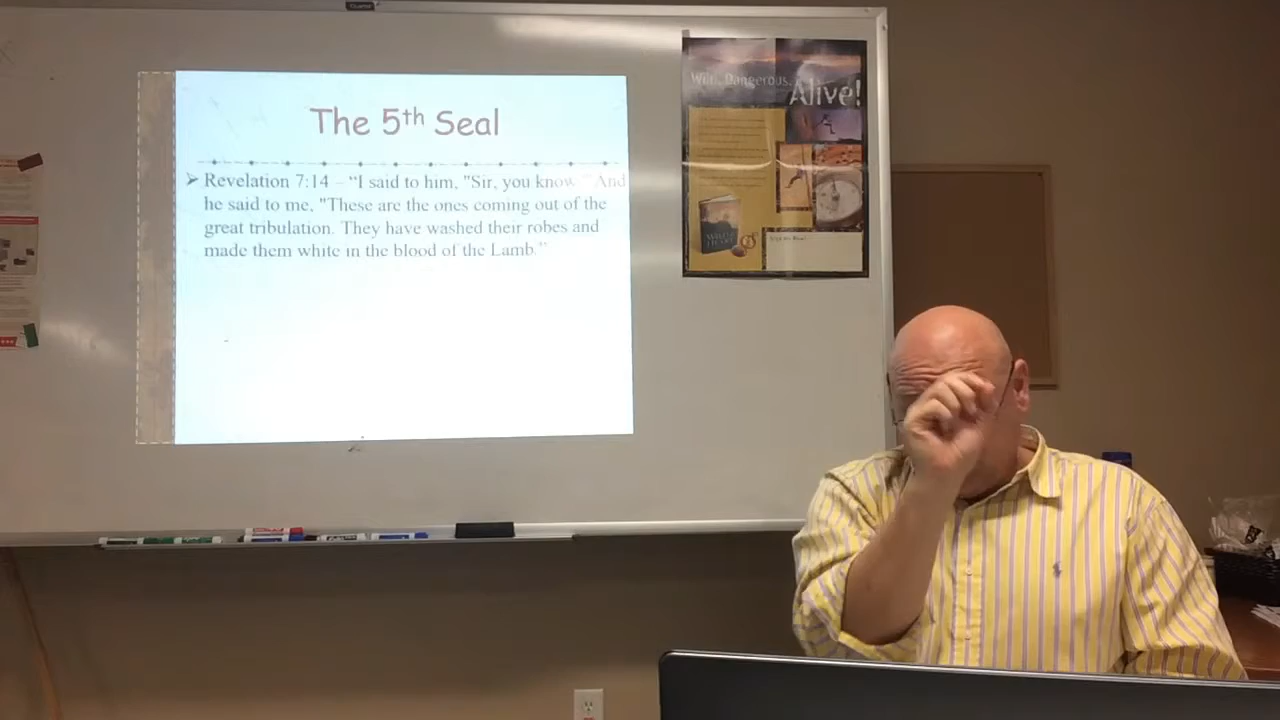 The 5th Seal
Revelation 7:14 – “I said to him, "Sir, you know." And
he said to me, "These are the ones coming out of the
great tribulation. They have washed their robes and
made them white in the blood of the Lamb.”
Wild, Dangerous,
Alive!